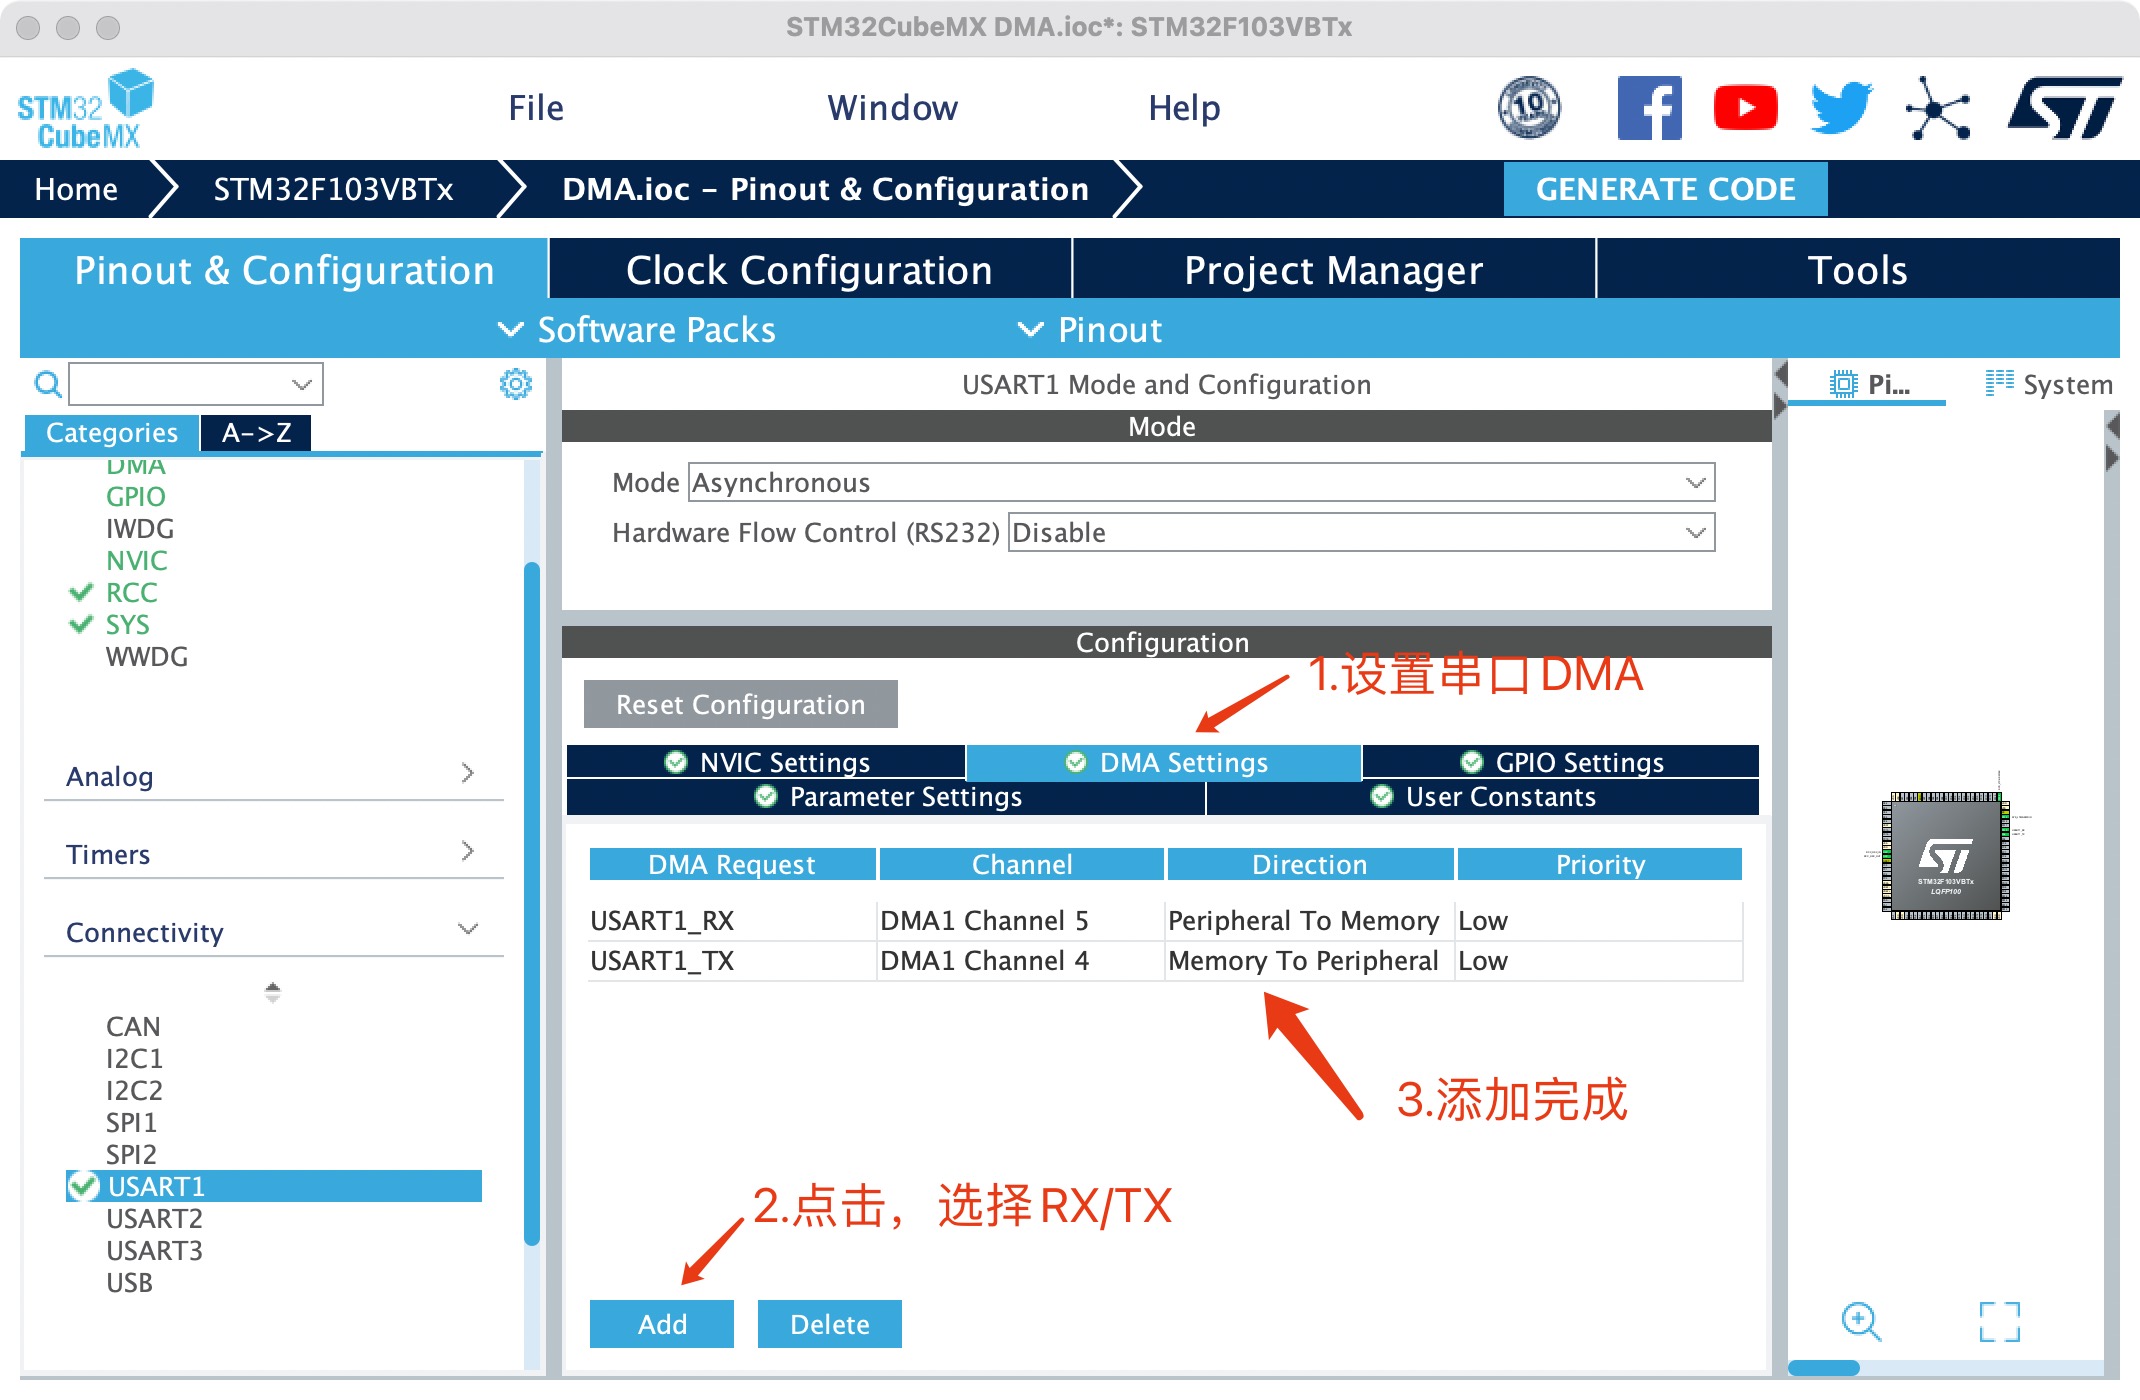 STM32CubeMX DMA.ioc*: STM32F103VBTx
STM32
CubeMX
File
Window
Help
10
Home
STM32F103VBTx
DMA.ioc – Pinout & Configuration
GENERATE CODE
Pinout & Configuration
Clock Configuration
Project Manager
Tools
Software Packs
Pinout
Categories
A->Z
DMA
GPIO
IWDG
NVIC
RCC
SYS
WWDG
Analog
Timers
Connectivity
CAN
I2C1
I2C2
SPI1
SPI2
USART1
USART2
USART3
USB
USART1 Mode and Configuration
Mode
Mode Asynchronous
Hardware Flow Control (RS232) Disable
Configuration
1.设置串口DMA
Reset Configuration
NVIC Settings
DMA Settings
GPIO Settings
Parameter Settings
User Constants
DMA Request Channel Direction Priority
USART1_RX DMA1 Channel 5 Peripheral To Memory Low
USART1_TX DMA1 Channel 4 Memory To Peripheral Low
3.添加完成
2.点击，选择RX/TX
Add
Delete
Pi...
System
STM32F103VBTx
LQFP100